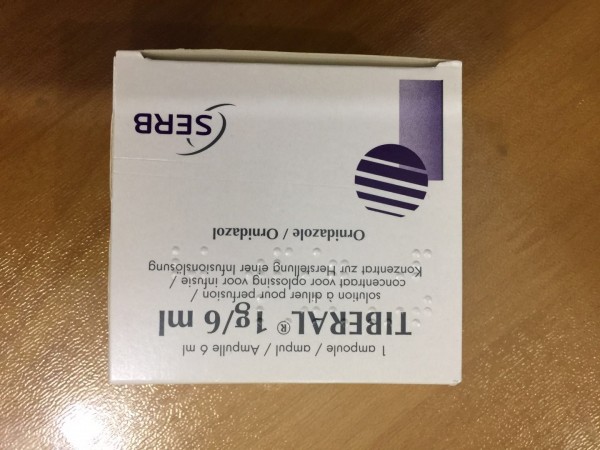 1 ampoule / ampul / Ampulle 6 ml
TIBERAL® 1g/6 ml
solution à diluer pour perfusion /
concentraat voor oplossing voor infusie /
Konzentrat zur Herstellung einer Infusionslösung
Ornidazole / Ornidazol
SERB